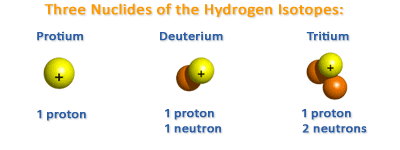 Three Nuclides of the Hydrogen Isotopes:
Protium Deuterium Tritium
+ + +
1 proton 1 proton 1 proton
1 neutron 2 neutrons